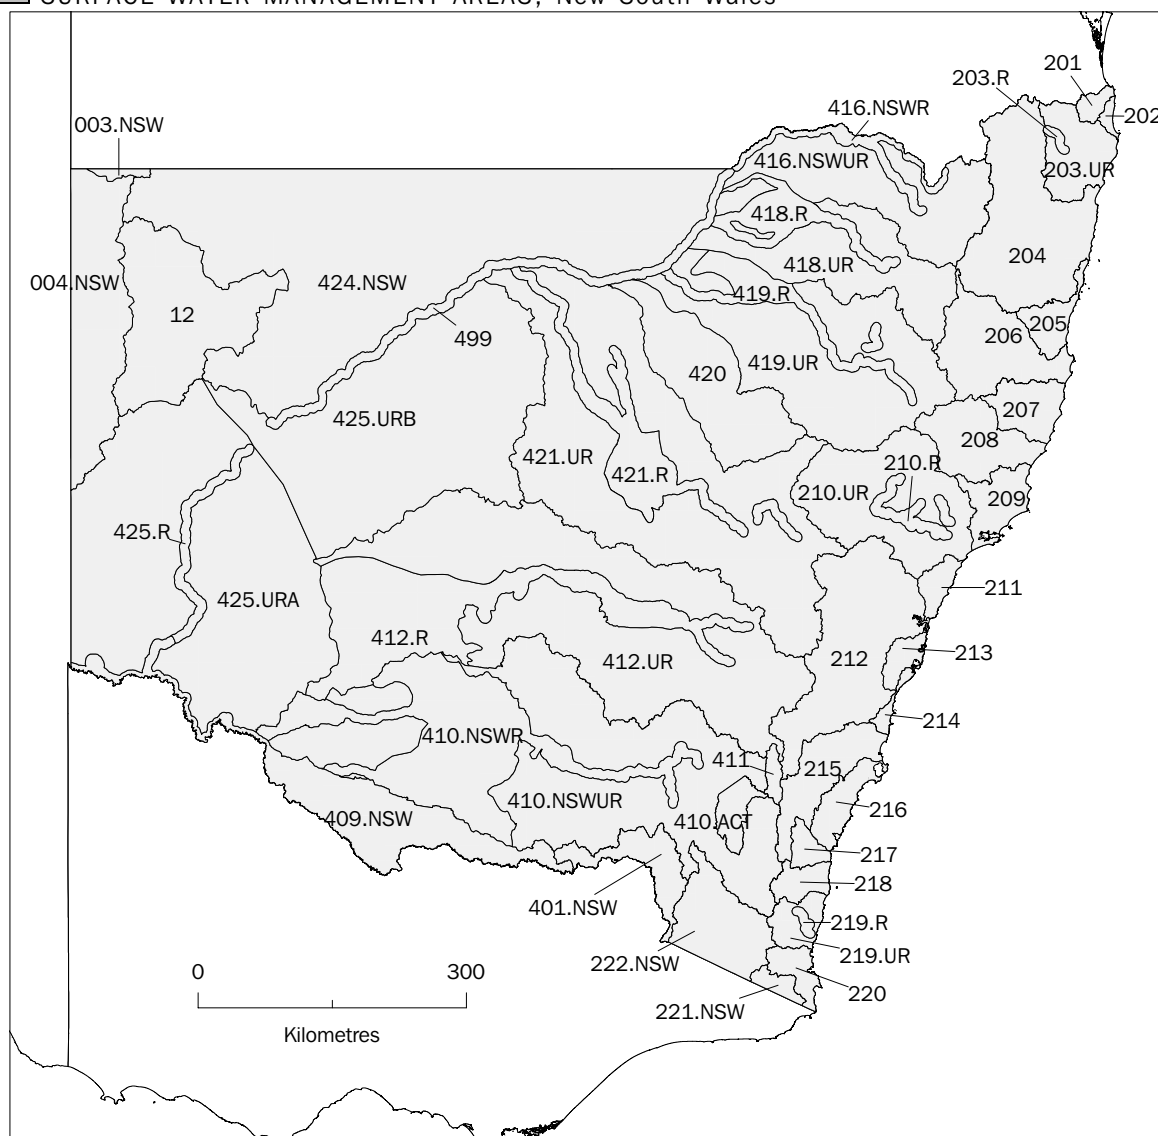 SURFACE WATER MANAGEMENT AREAS, New South Wales
201
203.R
202
416.NSWR
003.NSW
416.NSWUR
203.UR
418.R
204
418.UR
004.NSW
424.NSW
419.R
12
205
206
499
419.UR
420
207
425.URB
208
421.UR
210.R
421.R
210.UR
209
425.R
211
425.URA
412.R
213
412.UR
212
214
410.NSWR
411
215
410.NSWUR
216
409.NSW
410.ACT
217
218
401.NSW
219.R
219.UR
222.NSW
0 300
220
221.NSW
Kilometres